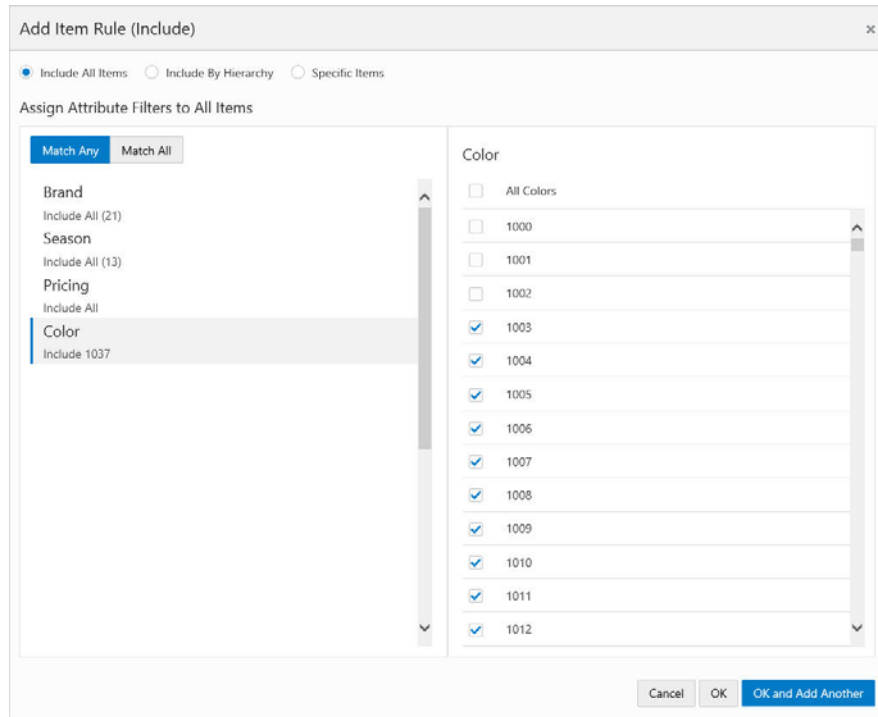 Add Item Rule (Include)
Include All Items Include By Hierarchy Specific Items
Assign Attribute Filters to All Items
Match Any Match All
Brand
Include All (21)
Season
Include All (13)
Pricing
Include All
Color
Include 1037
Color
All Colors
1000
1001
1002
1003
1004
1005
1006
1007
1008
1009
1010
1011
1012
Cancel OK OK and Add Another